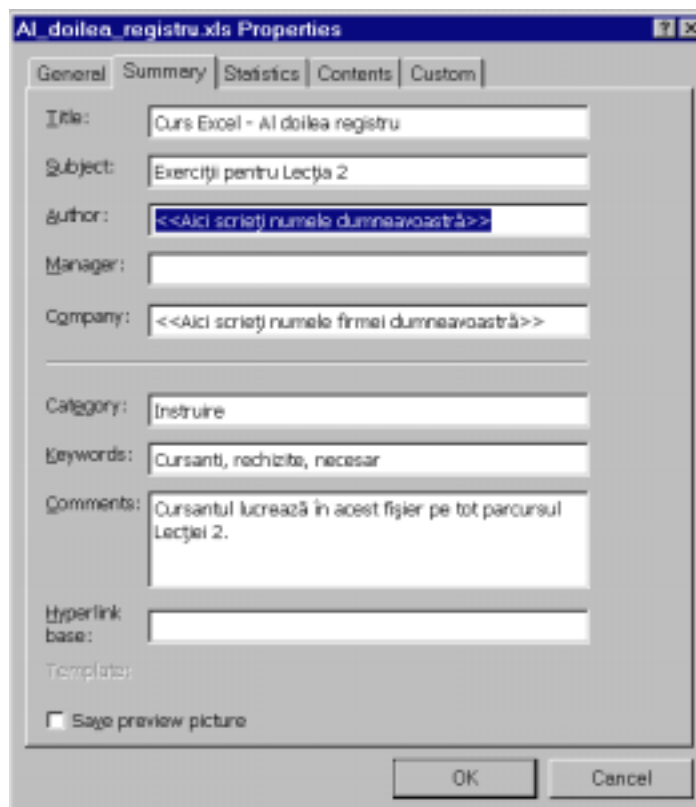 Al_doilea_registru.xls Properties
General Summary Statistics Contents Custom
Title: Curs Excel - Al doilea registru
Subject: Exerciţii pentru Lecţia 2
Author: <<Aici scrieţi numele dumneavoastră>>
Manager:
Company: <<Aici scrieţi numele firmei dumneavoastră>>
Category: Instruire
Keywords: Cursanti, rechizite, necesar
Comments: Cursantul lucrează în acest fişier pe tot parcursul
Lecţiei 2.
Hyperlink
base:
Template:
Save preview picture
OK Cancel